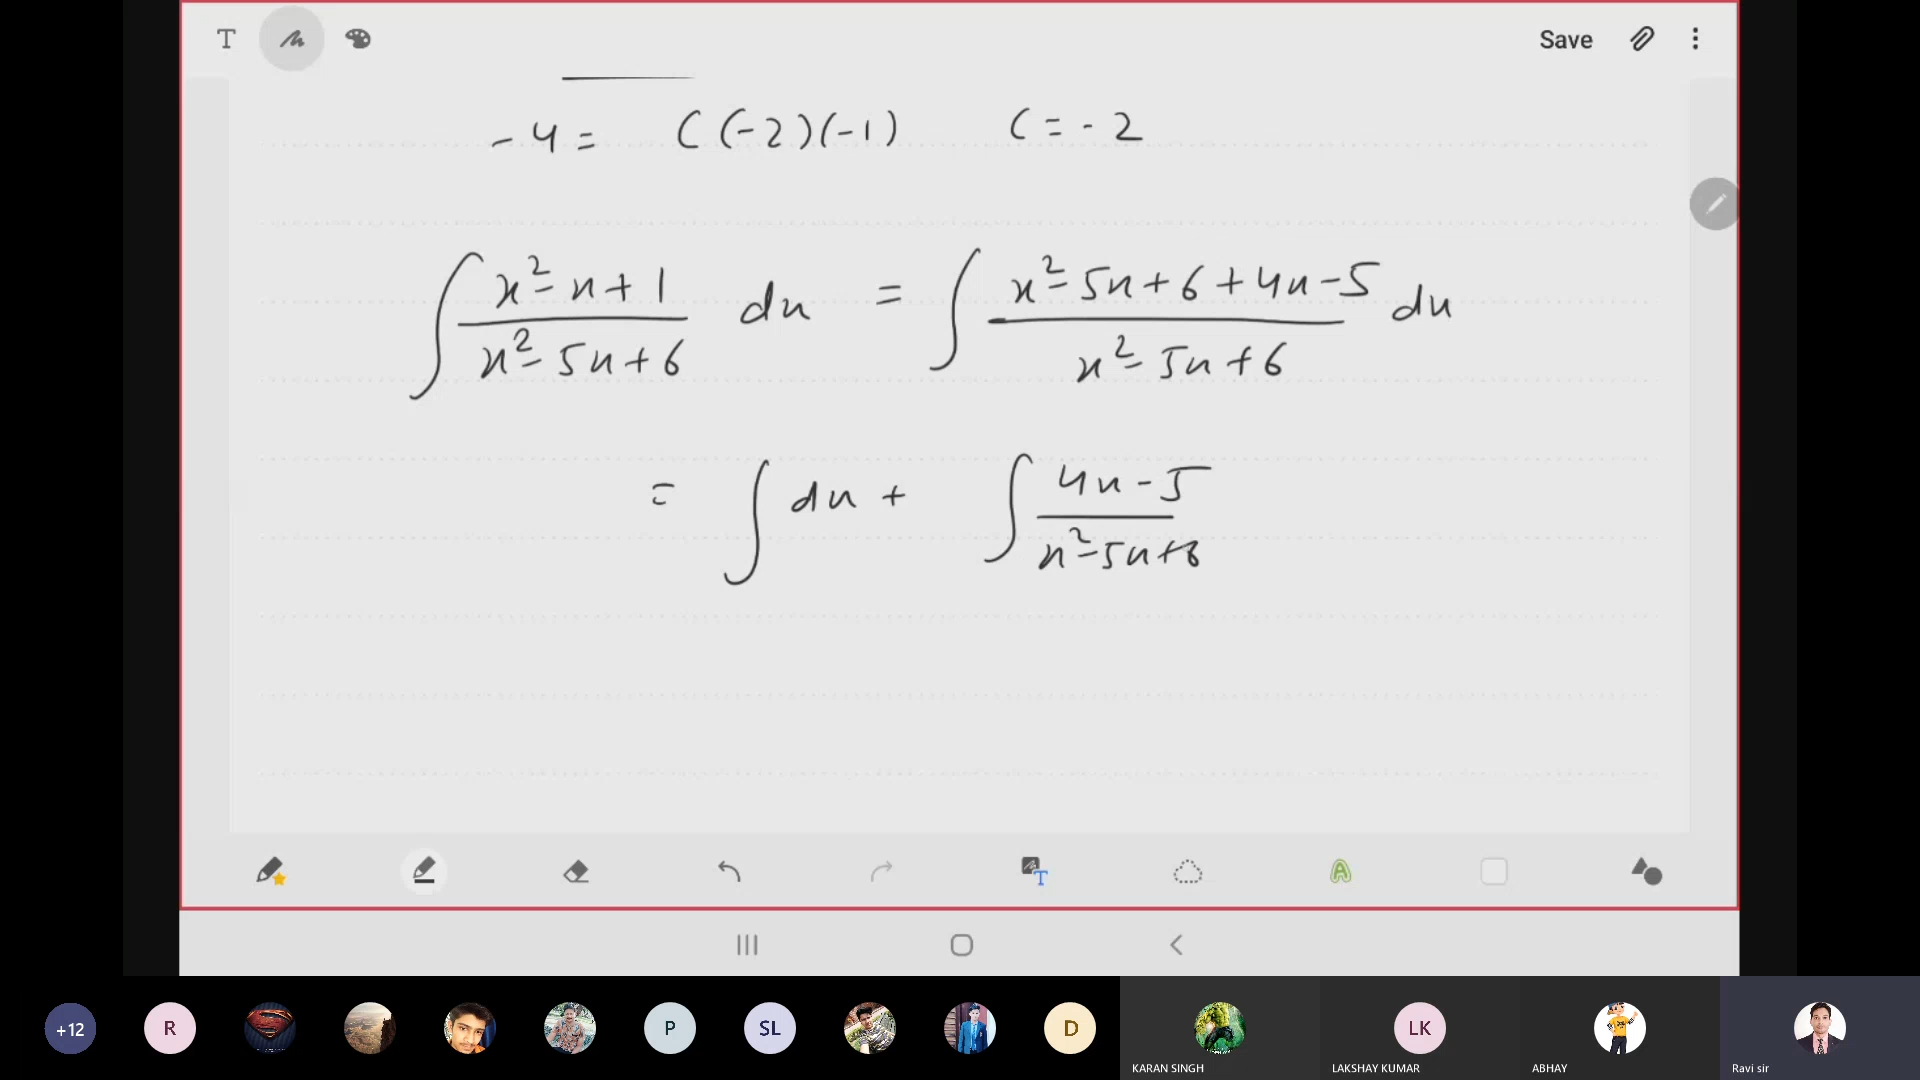 T Save
-4 = C(-2)(-1) C = -2
∫ (x²-x+1)/(x²-5x+6) dx = ∫ (x²-5x+6+4x-5)/(x²-5x+6) dx
= ∫ dx + ∫ (4x-5)/(x²-5x+6)
T A
+12 R P SL D LK
KARAN SINGH LAKSHAY KUMAR ABHAY Ravi sir